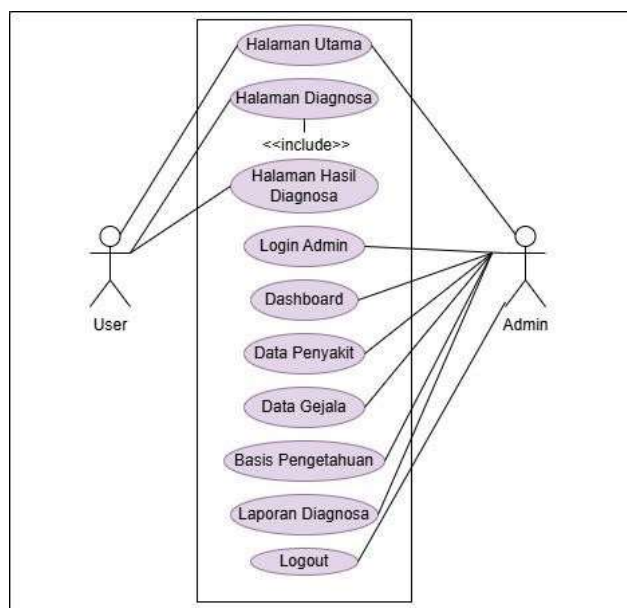 Halaman Utama
Halaman Diagnosa
<<include>>
Halaman Hasil
Diagnosa
Login Admin
Dashboard
User
Admin
Data Penyakit
Data Gejala
Basis Pengetahuan
Laporan Diagnosa
Logout